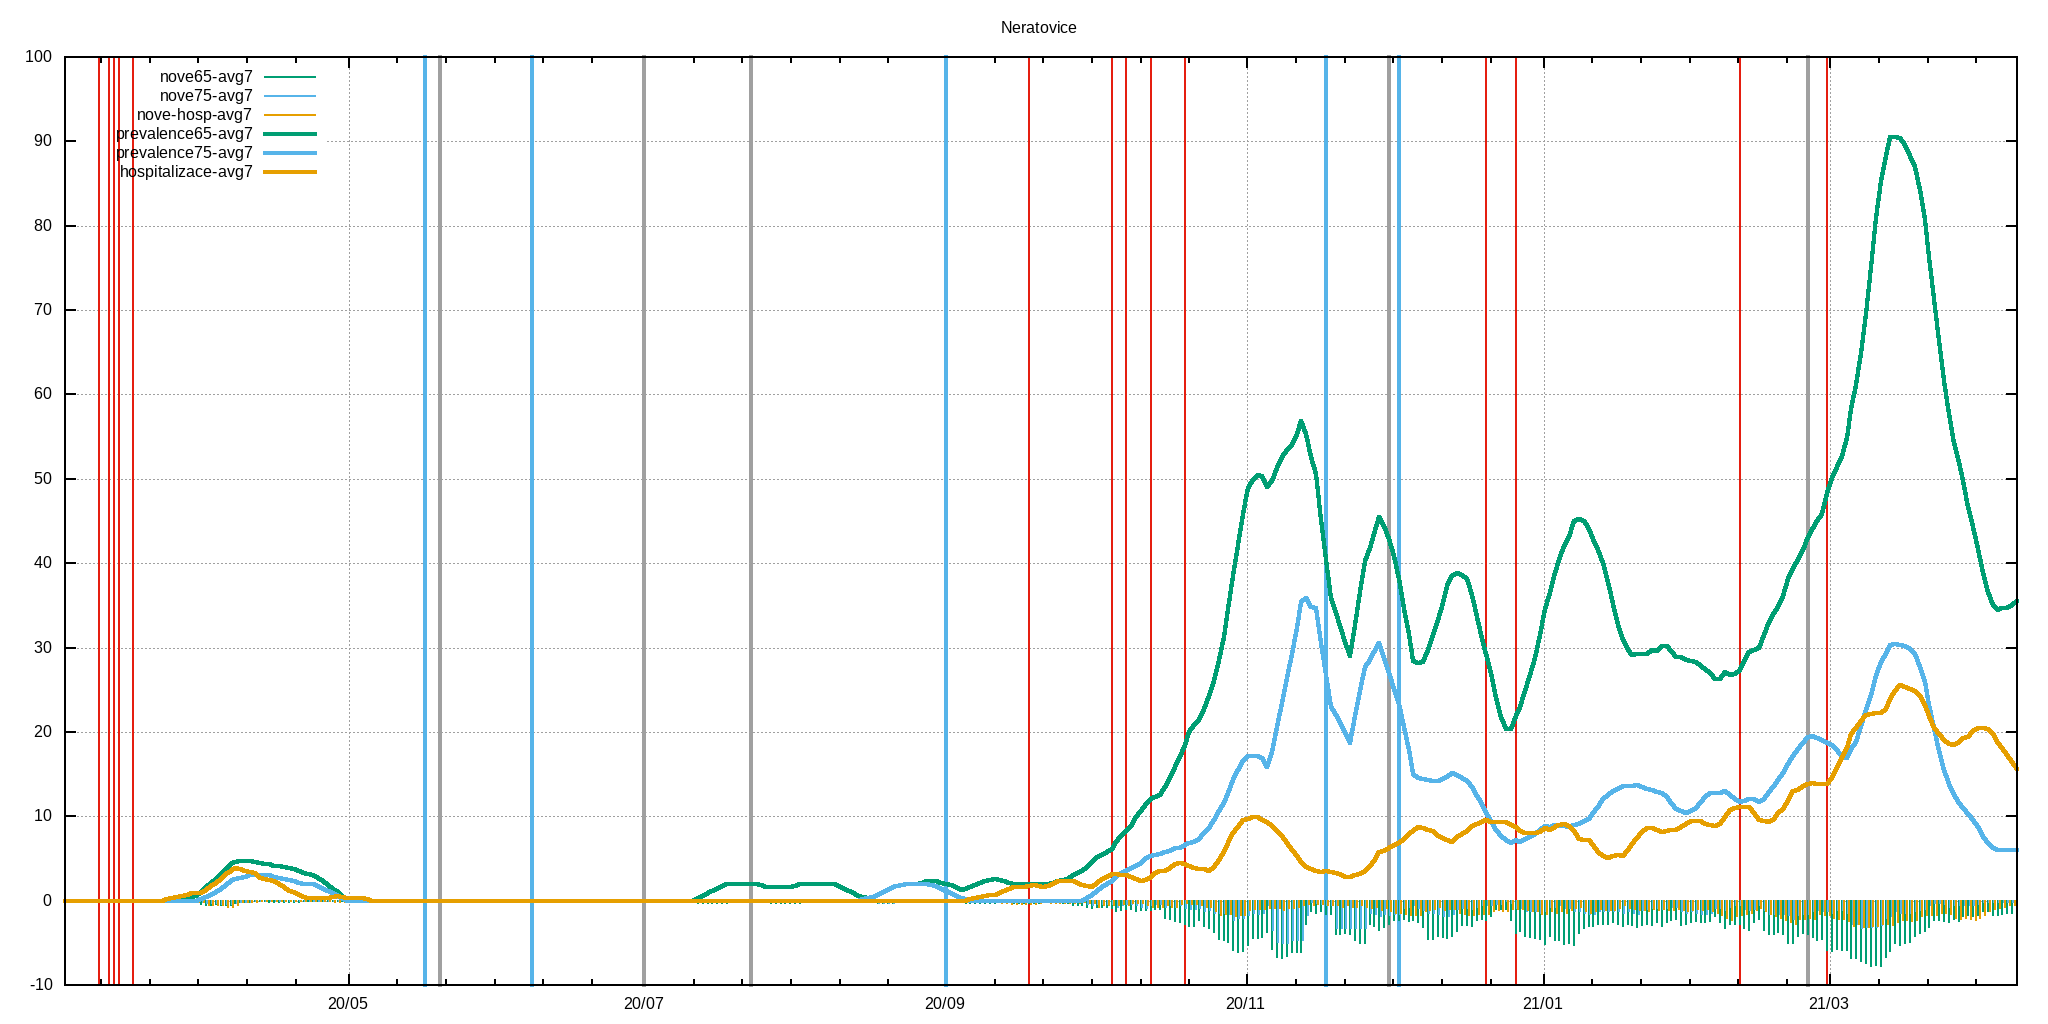 Neratovice
100
90
80
70
60
50
40
30
20
10
0
-10
nove65-avg7
nove75-avg7
nove-hosp-avg7
prevalence65-avg7
prevalence75-avg7
hospitalizace-avg7
20/05 20/07 20/09 20/11 21/01 21/03